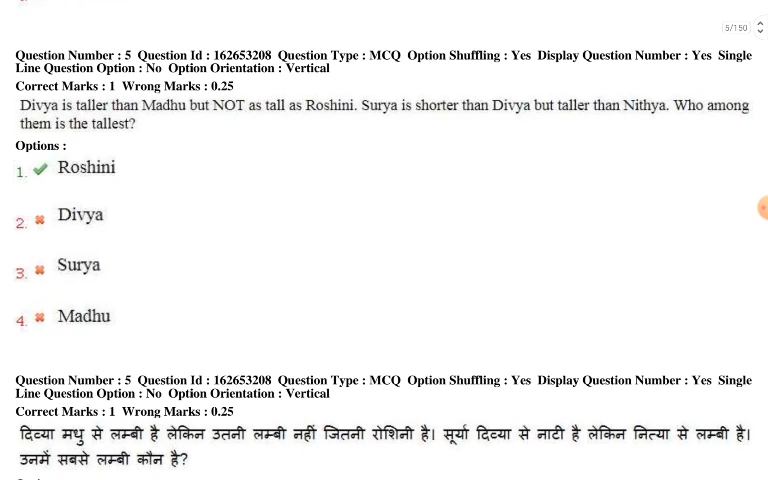 5/150
Question Number : 5 Question Id : 162653208 Question Type : MCQ Option Shuffling : Yes Display Question Number : Yes Single
Line Question Option : No Option Orientation : Vertical
Correct Marks : 1 Wrong Marks : 0.25
Divya is taller than Madhu but NOT as tall as Roshini. Surya is shorter than Divya but taller than Nithya. Who among
them is the tallest?
Options :
1. Roshini
2. Divya
3. Surya
4. Madhu
Question Number : 5 Question Id : 162653208 Question Type : MCQ Option Shuffling : Yes Display Question Number : Yes Single
Line Question Option : No Option Orientation : Vertical
Correct Marks : 1 Wrong Marks : 0.25
दिव्या मधु से लम्बी है लेकिन उतनी लम्बी नहीं जितनी रोशिनी है। सूर्या दिव्या से नाटी है लेकिन नित्या से लम्बी है।
उनमें सबसे लम्बी कौन है?